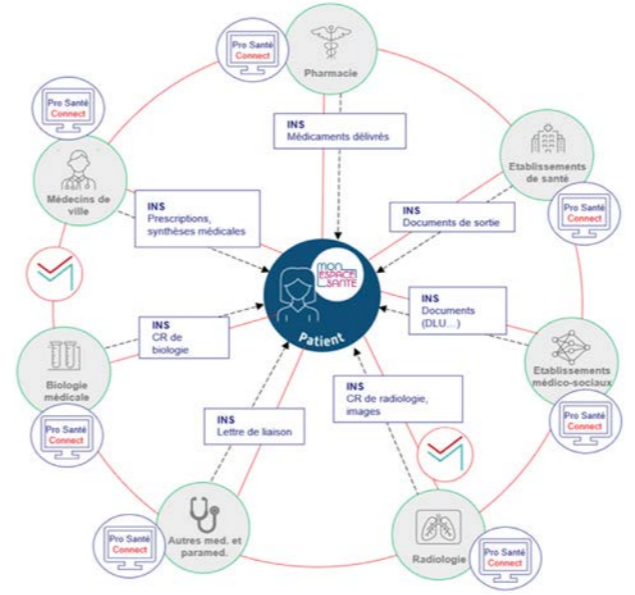 Pro Santé
Connect
Pharmacie
Pro Santé
Connect
Médecins de
ville
INS
Médicaments délivrés
Etablissements
de santé
Pro Santé
Connect
INS
Prescriptions,
synthèses médicales
INS
Documents de sortie
MON
ESPACE
SANTÉ
Patient
INS
CR de
biologie
INS
Documents
(DLU...)
Biologie
médicale
Pro Santé
Connect
Etablissements
médico-sociaux
Pro Santé
Connect
INS
Lettre de liaison
INS
CR de radiologie,
images
Autres med. et
paramed.
Pro Santé
Connect
Radiologie
Pro Santé
Connect